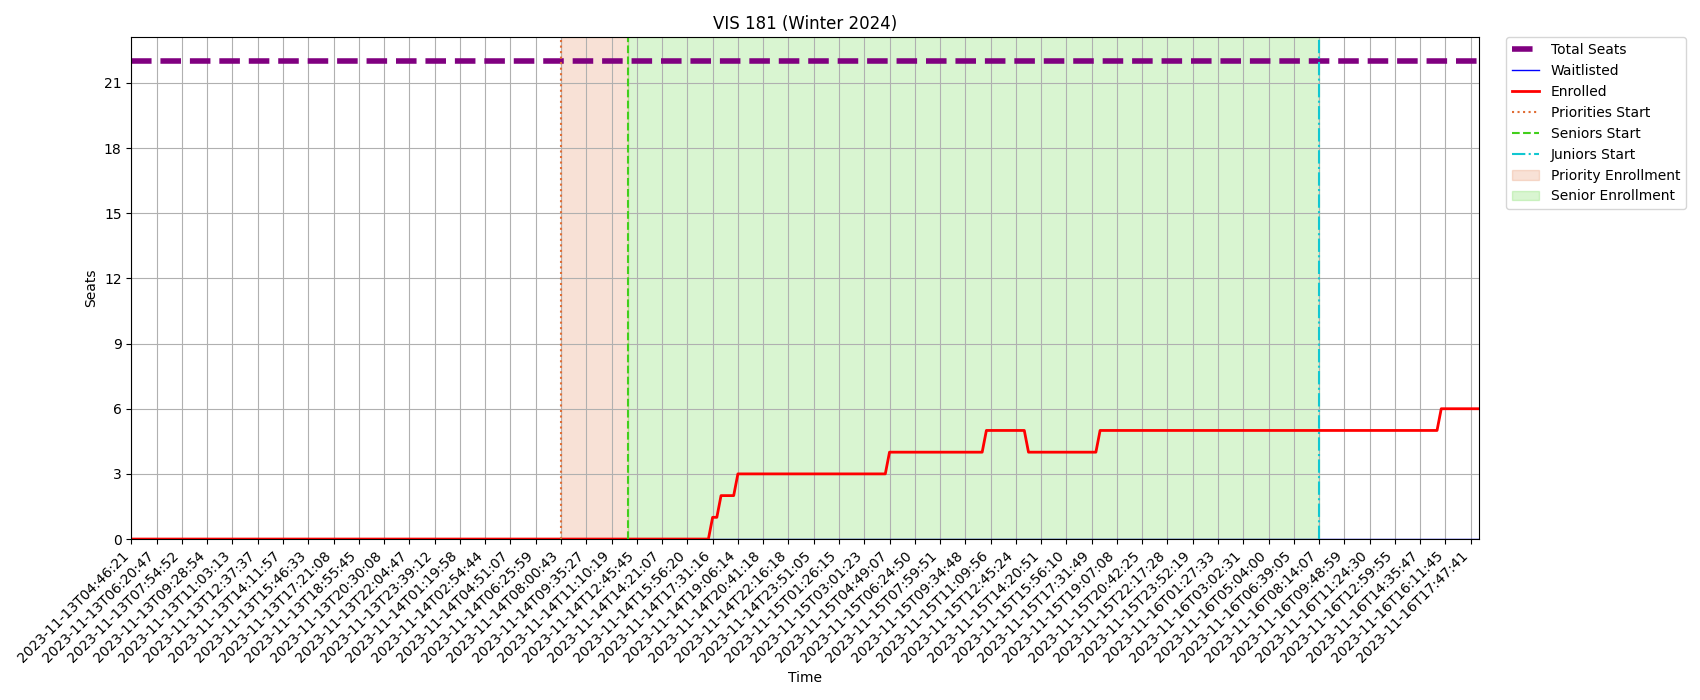 VIS 181 (Winter 2024)
Total Seats
Waitlisted
Enrolled
Priorities Start
Seniors Start
Juniors Start
Priority Enrollment
Senior Enrollment
Seats
21
18
15
12
9
6
3
0
2023-11-13T04:46:21
2023-11-13T06:20:47
2023-11-13T07:54:52
2023-11-13T09:28:54
2023-11-13T11:03:13
2023-11-13T12:37:37
2023-11-13T14:11:57
2023-11-13T15:46:33
2023-11-13T17:21:08
2023-11-13T18:55:45
2023-11-13T20:30:08
2023-11-13T22:04:47
2023-11-13T23:39:12
2023-11-14T01:19:58
2023-11-14T02:54:44
2023-11-14T04:51:07
2023-11-14T06:25:59
2023-11-14T08:00:43
2023-11-14T09:35:27
2023-11-14T11:10:19
2023-11-14T12:45:45
2023-11-14T14:21:07
2023-11-14T15:56:20
2023-11-14T17:31:16
2023-11-14T19:06:14
2023-11-14T20:41:18
2023-11-14T22:16:18
2023-11-14T23:51:05
2023-11-15T01:26:15
2023-11-15T03:01:23
2023-11-15T04:49:07
2023-11-15T06:24:50
2023-11-15T07:59:51
2023-11-15T09:34:48
2023-11-15T11:09:56
2023-11-15T12:45:24
2023-11-15T14:20:51
2023-11-15T15:56:10
2023-11-15T17:31:49
2023-11-15T19:07:08
2023-11-15T20:42:25
2023-11-15T22:17:28
2023-11-15T23:52:19
2023-11-16T01:27:33
2023-11-16T03:02:31
2023-11-16T05:04:00
2023-11-16T06:39:05
2023-11-16T08:14:07
2023-11-16T09:48:59
2023-11-16T11:24:30
2023-11-16T12:59:55
2023-11-16T14:35:47
2023-11-16T16:11:45
2023-11-16T17:47:41
Time